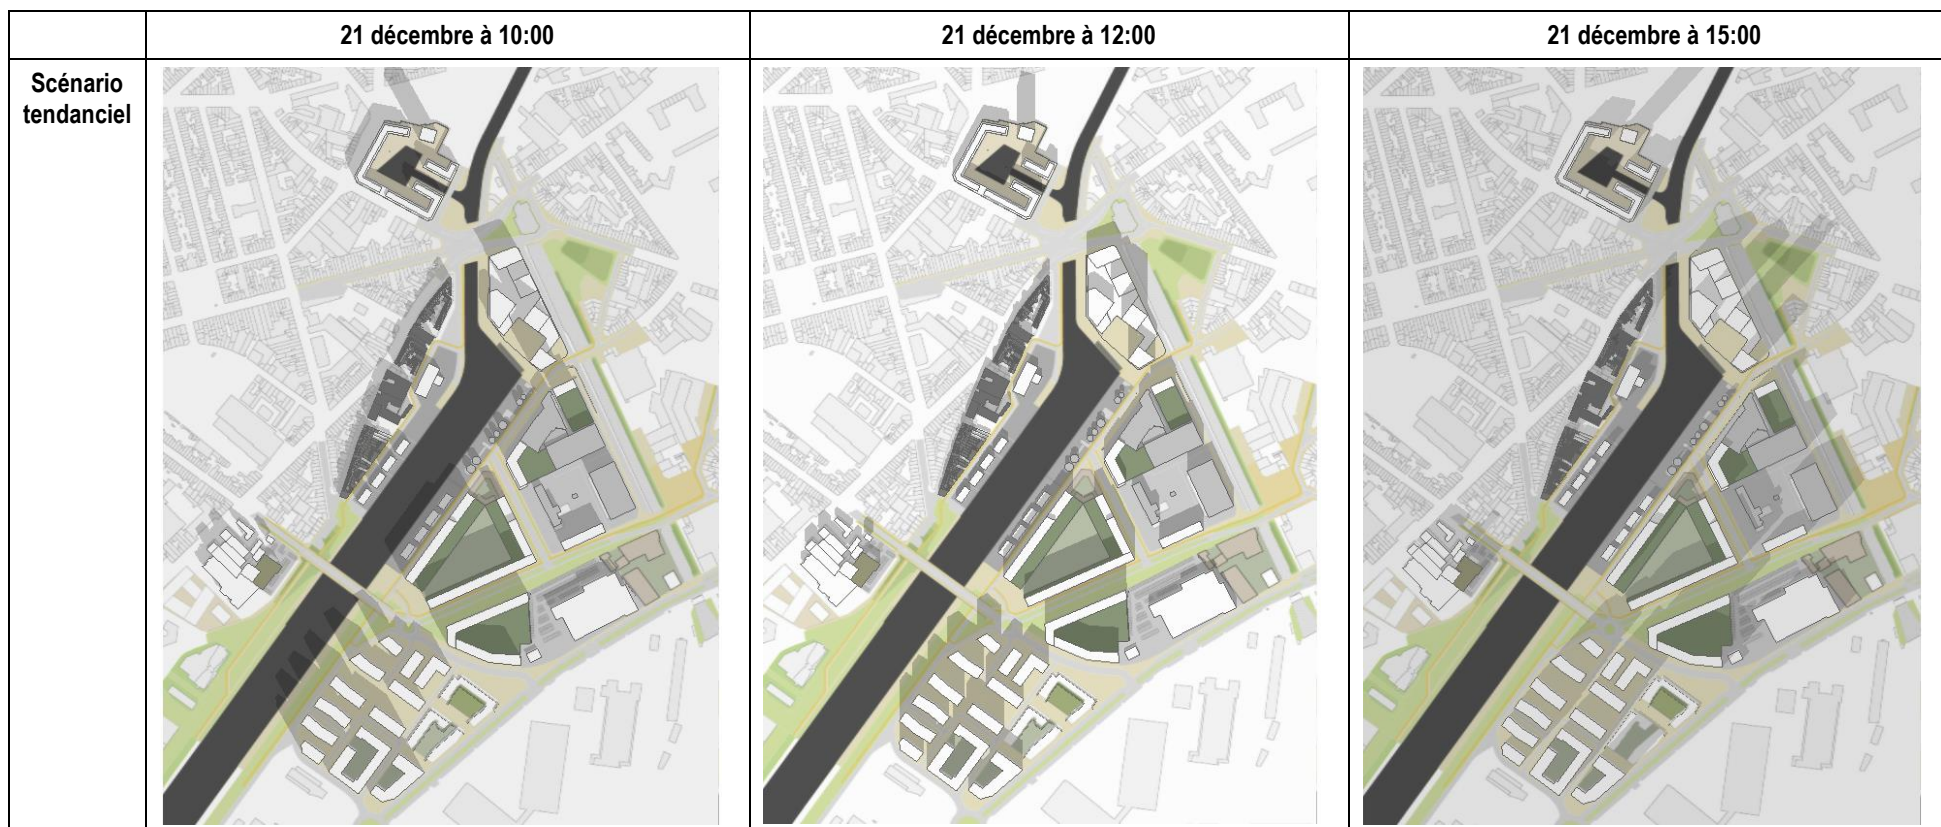 21 décembre à 10:00
21 décembre à 12:00
21 décembre à 15:00
Scénario
tendanciel